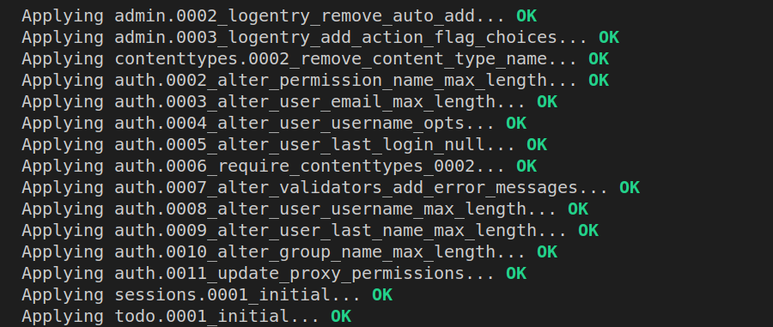 Applying admin.0002_logentry_remove_auto_add... OK
Applying admin.0003_logentry_add_action_flag_choices... OK
Applying contenttypes.0002_remove_content_type_name... OK
Applying auth.0002_alter_permission_name_max_length... OK
Applying auth.0003_alter_user_email_max_length... OK
Applying auth.0004_alter_user_username_opts... OK
Applying auth.0005_alter_user_last_login_null... OK
Applying auth.0006_require_contenttypes_0002... OK
Applying auth.0007_alter_validators_add_error_messages... OK
Applying auth.0008_alter_user_username_max_length... OK
Applying auth.0009_alter_user_last_name_max_length... OK
Applying auth.0010_alter_group_name_max_length... OK
Applying auth.0011_update_proxy_permissions... OK
Applying sessions.0001_initial... OK
Applying todo.0001_initial... OK